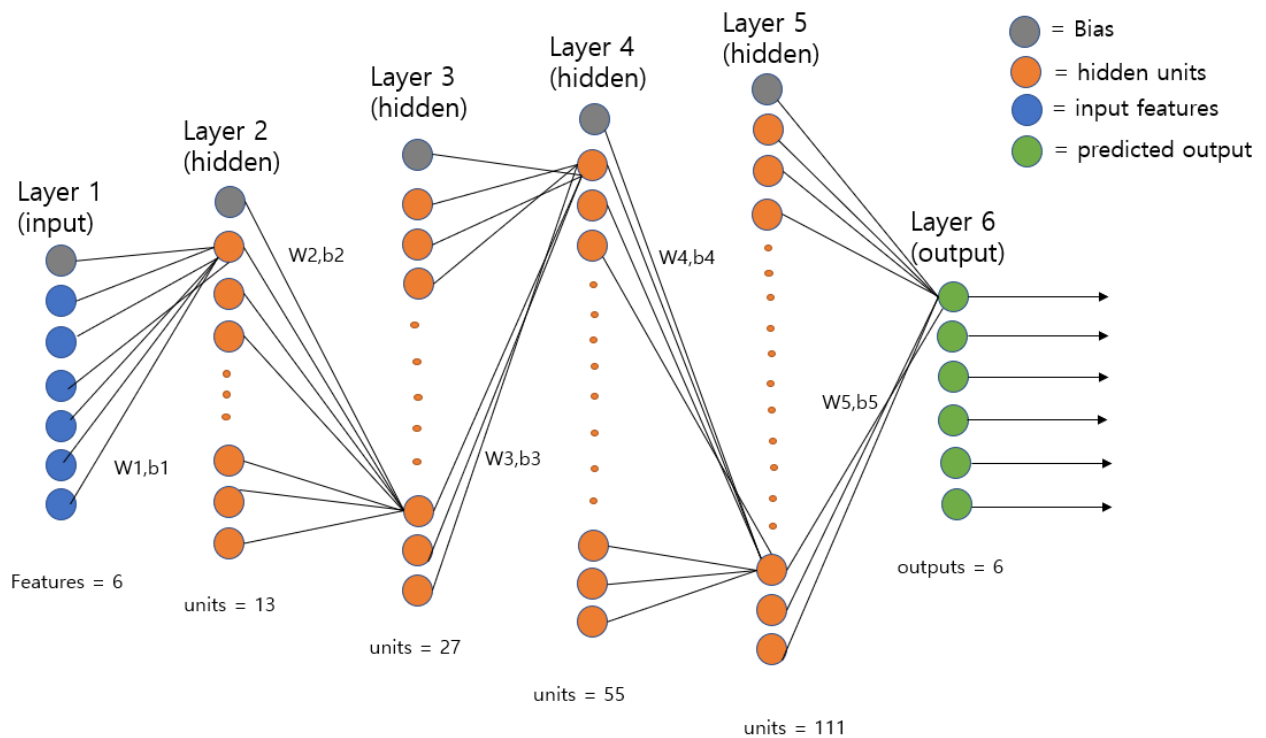 Layer 1
(input)
Layer 2
(hidden)
Layer 3
(hidden)
Layer 4
(hidden)
Layer 5
(hidden)
Layer 6
(output)
= Bias
= hidden units
= input features
= predicted output
W1,b1
W2,b2
W3,b3
W4,b4
W5,b5
Features = 6
units = 13
units = 27
units = 55
units = 111
outputs = 6